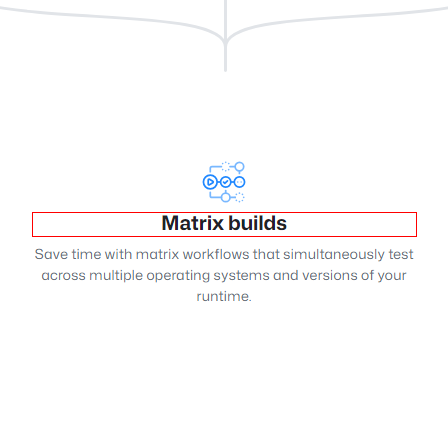 Matrix builds
Save time with matrix workflows that simultaneously test
across multiple operating systems and versions of your
runtime.